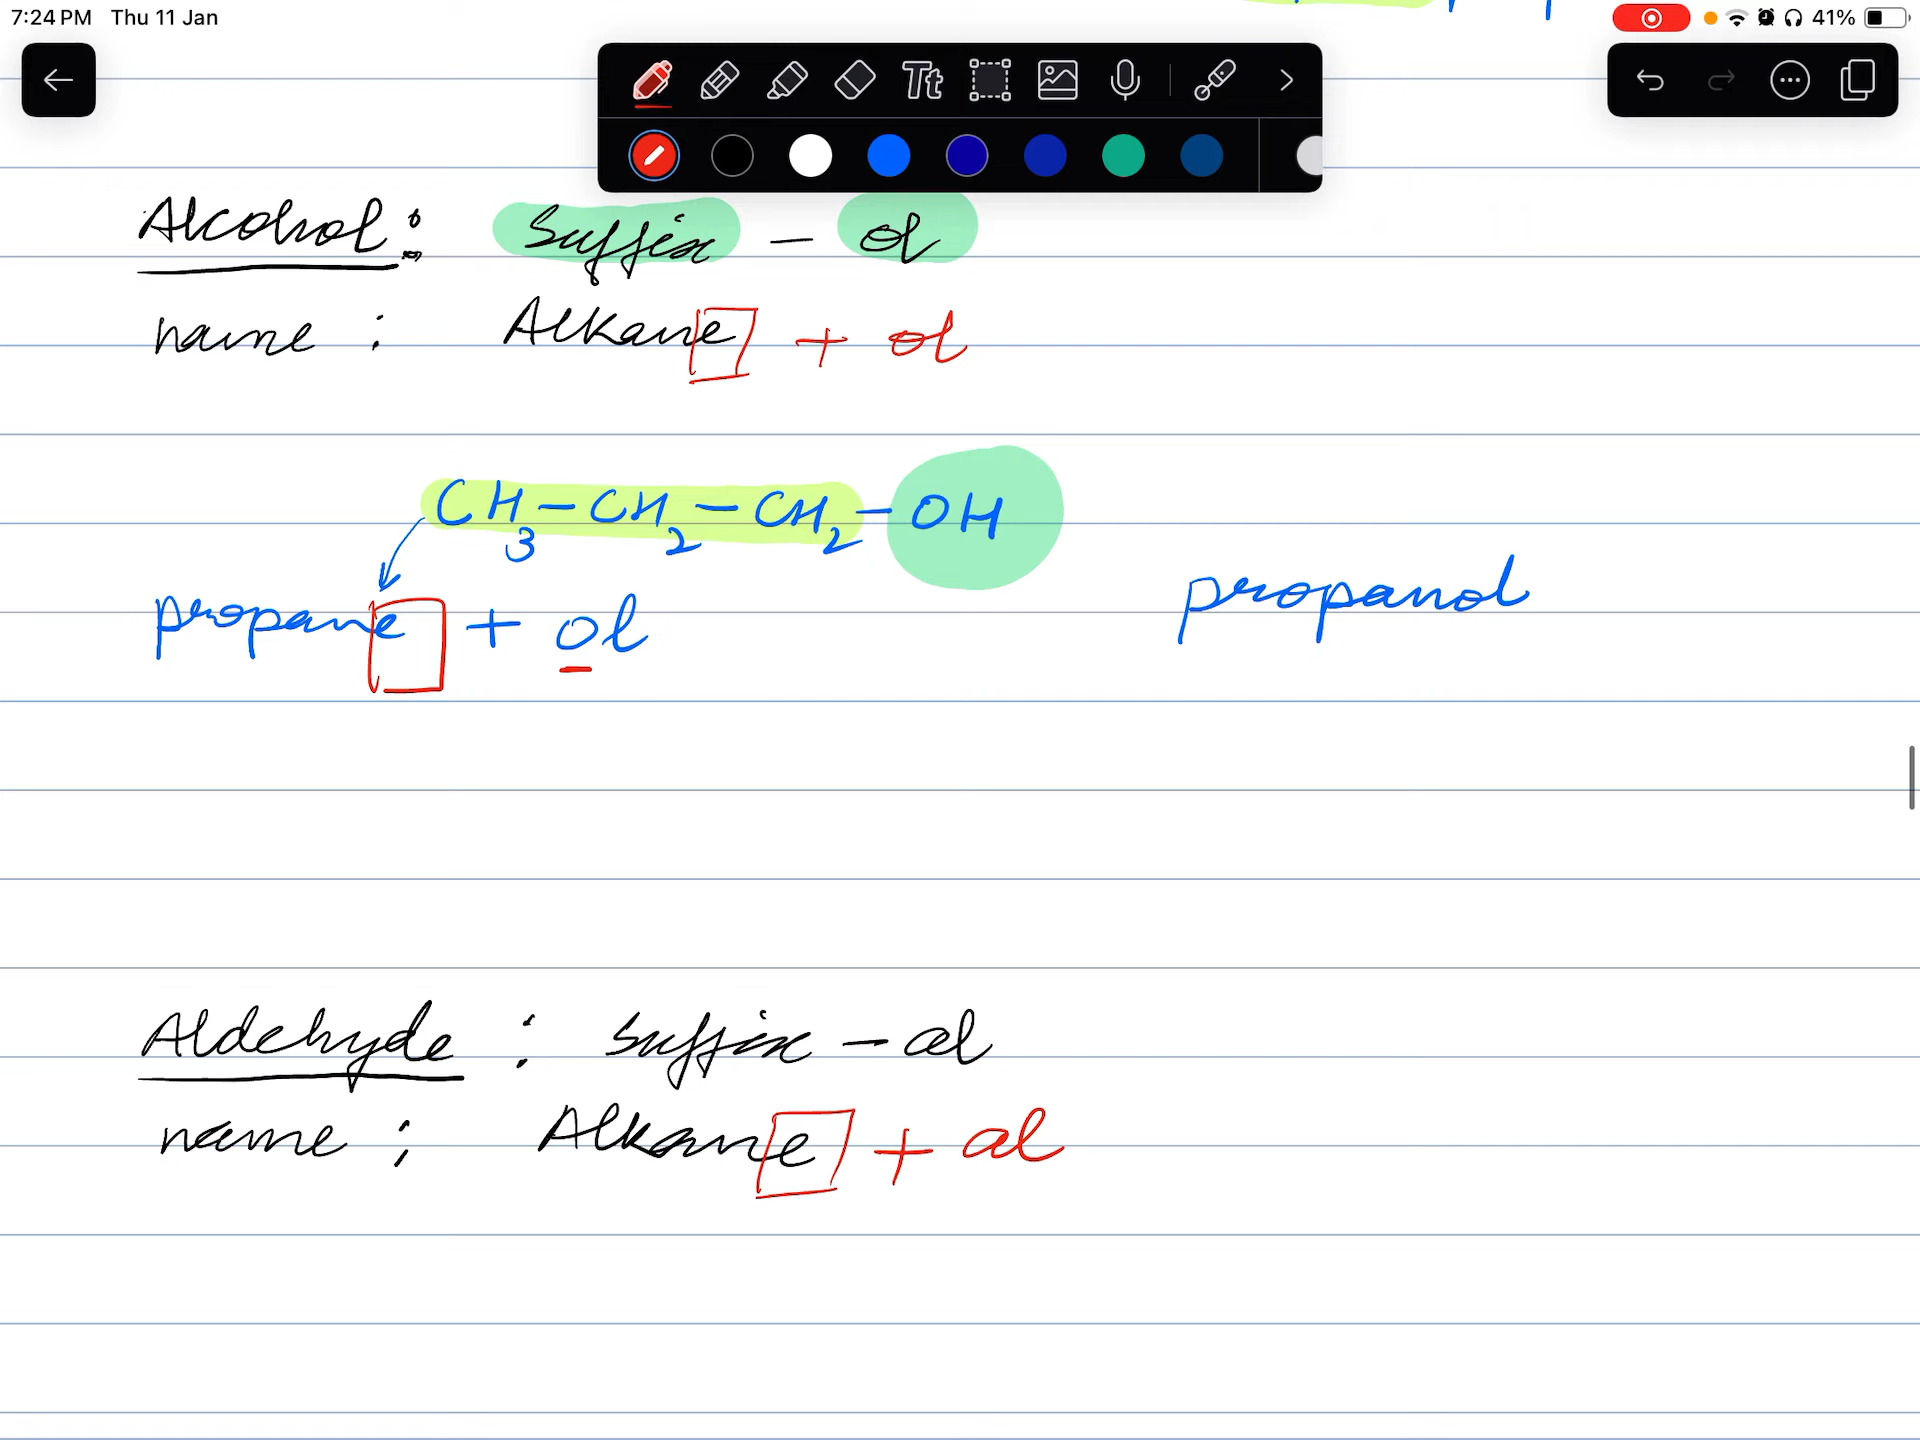 7:24 PM Thu 11 Jan
41%
Tt
Alcohol: Suffix - ol
name : Alkane + ol
CH3-CH2-CH2-OH
propane + ol
propanol
Aldehyde : Suffix - al
name ; Alkane + al